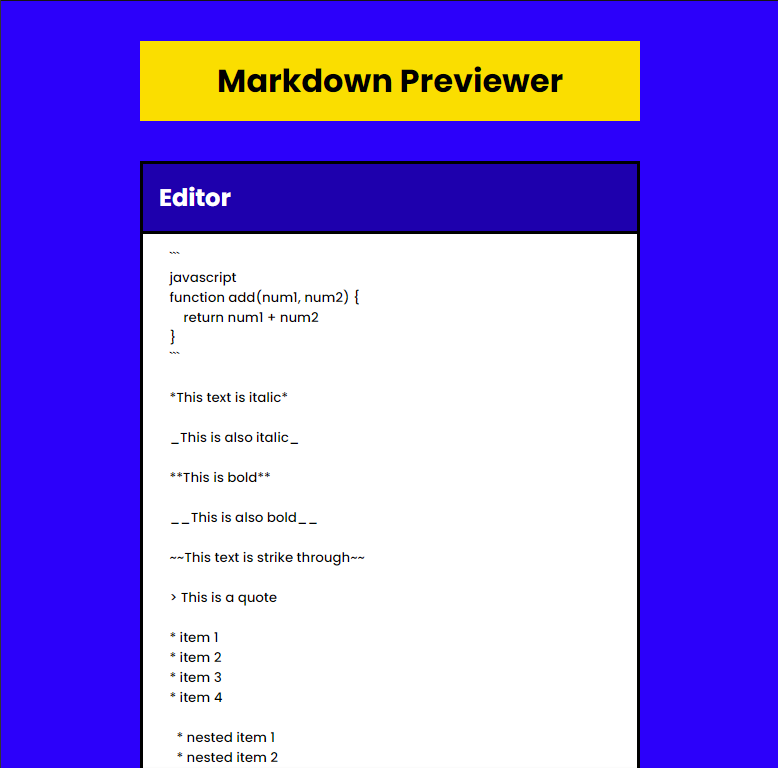 Markdown Previewer
Editor
```
javascript
function add(num1, num2) {
    return num1 + num2
}
```
*This text is italic*
_This is also italic_
**This is bold**
__This is also bold__
~~This text is strike through~~
> This is a quote
* item 1
* item 2
* item 3
* item 4
  * nested item 1
  * nested item 2